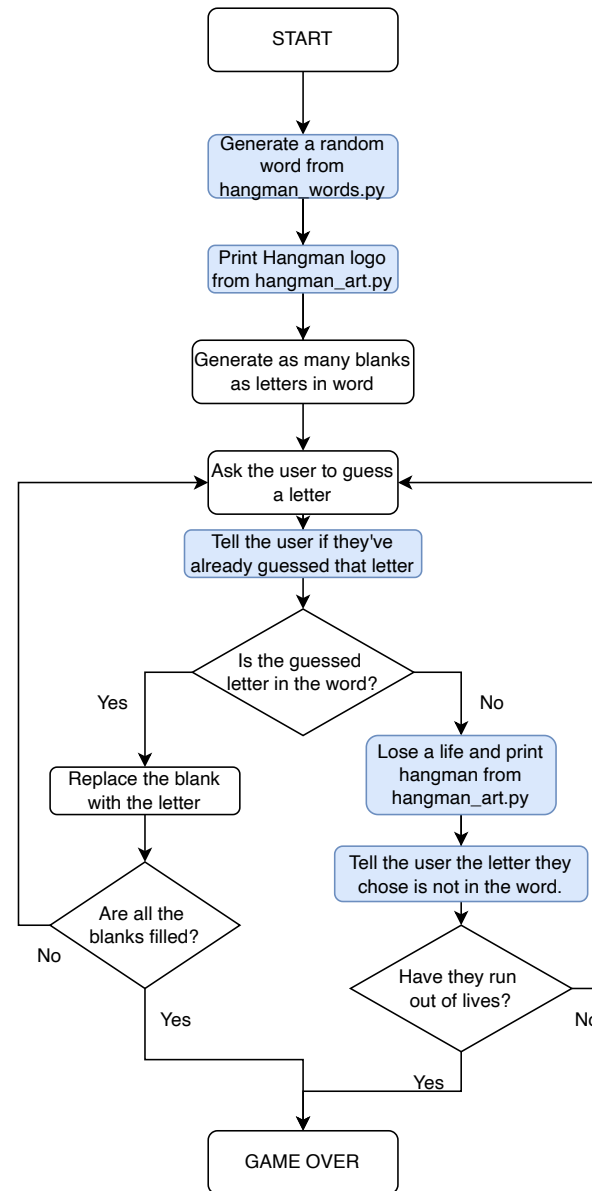 START
Generate a random
word from
hangman_words.py
Print Hangman logo
from hangman_art.py
Generate as many blanks
as letters in word
Ask the user to guess
a letter
Tell the user if they've
already guessed that letter
Is the guessed
letter in the word?
Yes
No
Replace the blank
with the letter
Lose a life and print
hangman from
hangman_art.py
Tell the user the letter they
chose is not in the word.
Are all the
blanks filled?
No
Yes
Have they run
out of lives?
No
Yes
GAME OVER